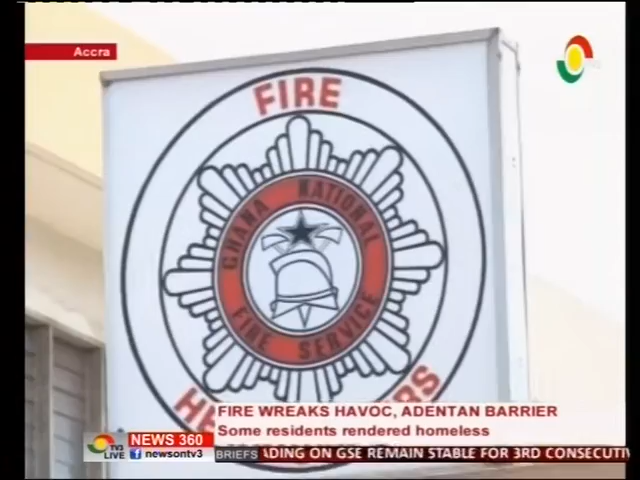 Accra
FIRE
GHANA NATIONAL
FIRE SERVICE
FIRE WREAKS HAVOC, ADENTAN BARRIER
Some residents rendered homeless
TV3
LIVE
NEWS 360
f newsontv3
BRIEFS
ADING ON GSE REMAIN STABLE FOR 3RD CONSECUTIV